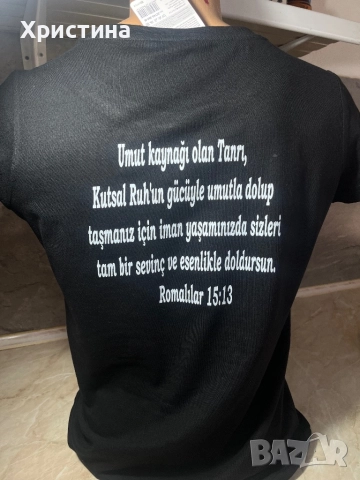 Христина
Umut kaynağı olan Tanrı,
Kutsal Ruh'un gücüyle umutla dolup
taşmanız için iman yaşamınızda sizleri
tam bir sevinç ve esenlikle doldursun.
Romalılar 15:13
BAZAR